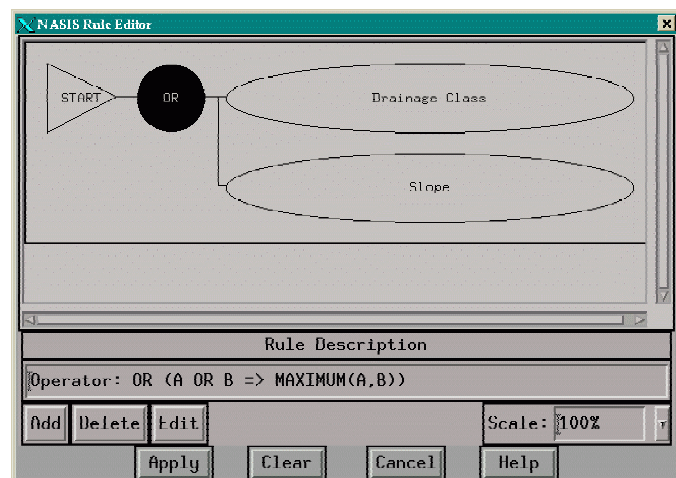 NASIS Rule Editor
START
OR
Drainage Class
Slope
Rule Description
Operator: OR (A OR B => MAXIMUM(A,B))
Add Delete Edit Scale: 100%
Apply Clear Cancel Help